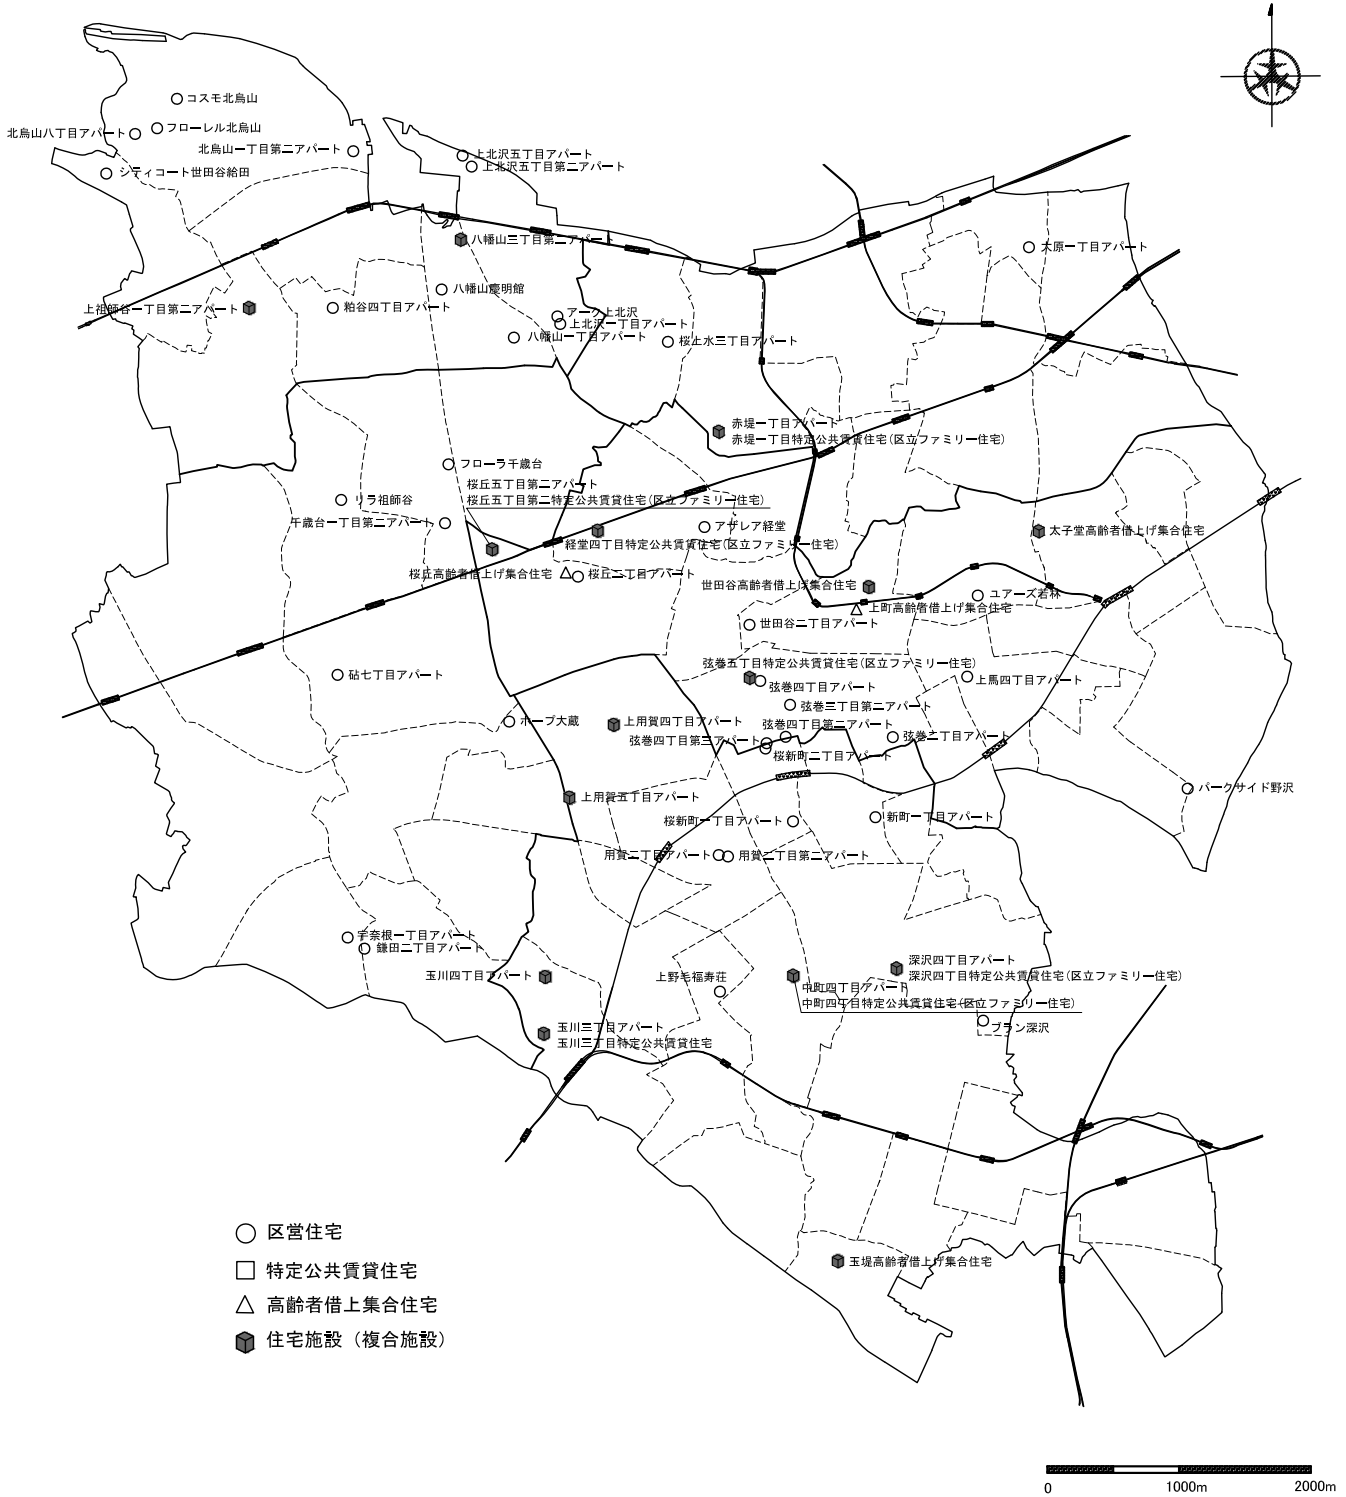 コスモ北烏山
フローレル北烏山
北烏山八丁目アパート
北烏山一丁目第二アパート
シティコート世田谷給田
上北沢五丁目アパート
上北沢五丁目第二アパート
八幡山三丁目第二アパート
大原一丁目アパート
八幡山慶明館
上祖師谷一丁目第二アパート
粕谷四丁目アパート
アーク上北沢
上北沢一丁目アパート
八幡山一丁目アパート
桜上水三丁目アパート
赤堤一丁目アパート
赤堤一丁目特定公共賃貸住宅(区立ファミリー住宅)
フローラ千歳台
桜丘五丁目第二アパート
桜丘五丁目第二特定公共賃貸住宅(区立ファミリー住宅)
リラ祖師谷
千歳台一丁目第二アパート
アザレア経堂
太子堂高齢者借上げ集合住宅
経堂四丁目特定公共賃貸住宅(区立ファミリー住宅)
桜丘高齢者借上げ集合住宅
桜丘二丁目アパート
世田谷高齢者借上げ集合住宅
ユアーズ若林
上町高齢者借上げ集合住宅
世田谷二丁目アパート
弦巻五丁目特定公共賃貸住宅(区立ファミリー住宅)
砧七丁目アパート
弦巻四丁目アパート
上馬四丁目アパート
弦巻三丁目第二アパート
ホープ大蔵
上用賀四丁目アパート
弦巻四丁目第二アパート
弦巻四丁目第三アパート
弦巻二丁目アパート
桜新町二丁目アパート
パークサイド野沢
上用賀五丁目アパート
桜新町一丁目アパート
新町一丁目アパート
用賀二丁目アパート
用賀二丁目第二アパート
宇奈根一丁目アパート
鎌田二丁目アパート
玉川四丁目アパート
上野毛福寿荘
深沢四丁目アパート
深沢四丁目特定公共賃貸住宅(区立ファミリー住宅)
中町四丁目アパート
中町四丁目特定公共賃貸住宅(区立ファミリー住宅)
ブラン深沢
玉川三丁目アパート
玉川三丁目特定公共賃貸住宅
玉堤高齢者借上げ集合住宅
区営住宅
特定公共賃貸住宅
高齢者借上集合住宅
住宅施設（複合施設）
0 1000m 2000m